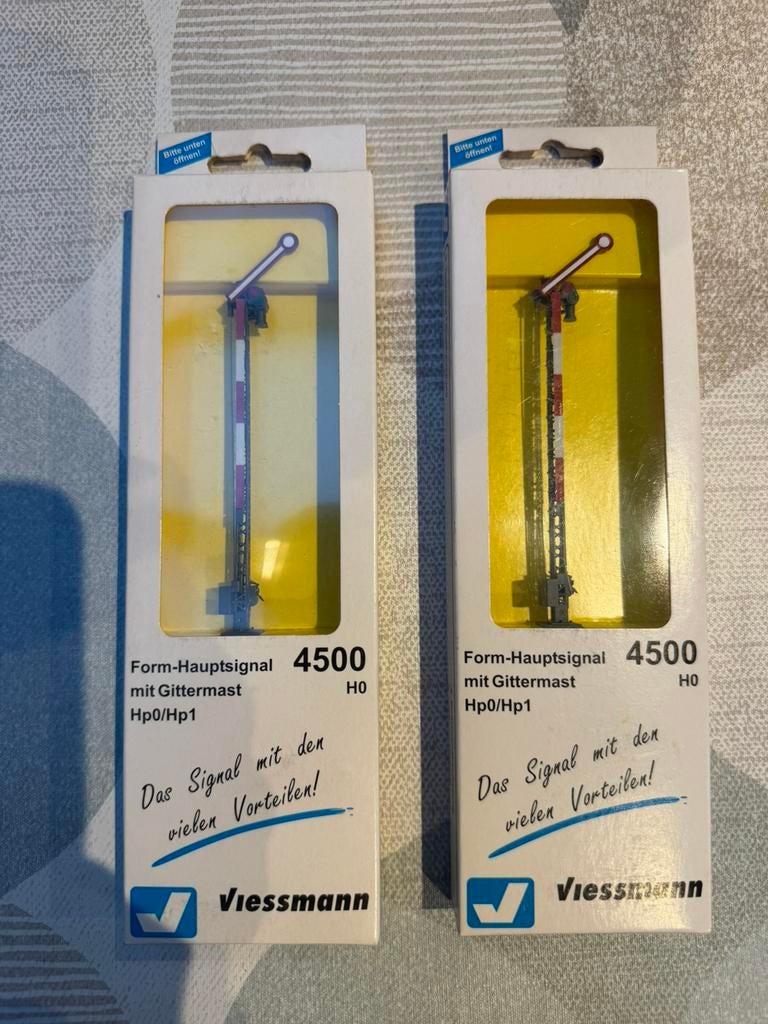 Bitte unten
öffnen!
Form-Hauptsignal 4500
mit Gittermast H0
Hp0/Hp1
Das Signal mit den
vielen Vorteilen!
Viessmann
Bitte unten
öffnen!
Form-Hauptsignal 4500
mit Gittermast H0
Hp0/Hp1
Das Signal mit den
vielen Vorteilen!
Viessmann